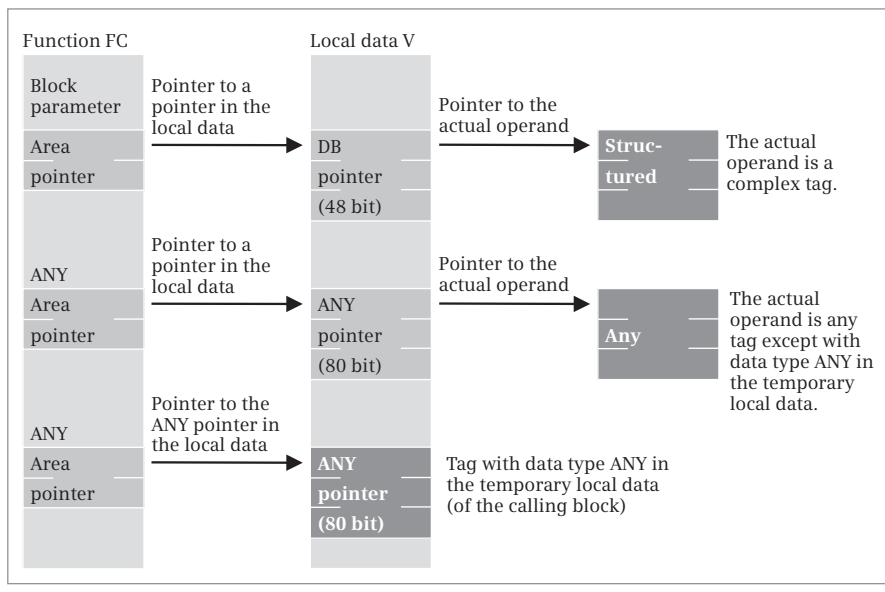 Function FC
Local data V
Block
parameter
Pointer to a
pointer in the
local data
Pointer to the
actual operand
Area
pointer
DB
pointer
(48 bit)
Struc-
tured
The actual
operand is a
complex tag.
ANY
Pointer to a
pointer in the
local data
Pointer to the
actual operand
Area
pointer
ANY
pointer
(80 bit)
Any
The actual
operand is any
tag except with
data type ANY in
the temporary
local data.
ANY
Pointer to the
ANY pointer in
the local data
Area
pointer
ANY
pointer
(80 bit)
Tag with data type ANY in
the temporary local data
(of the calling block)